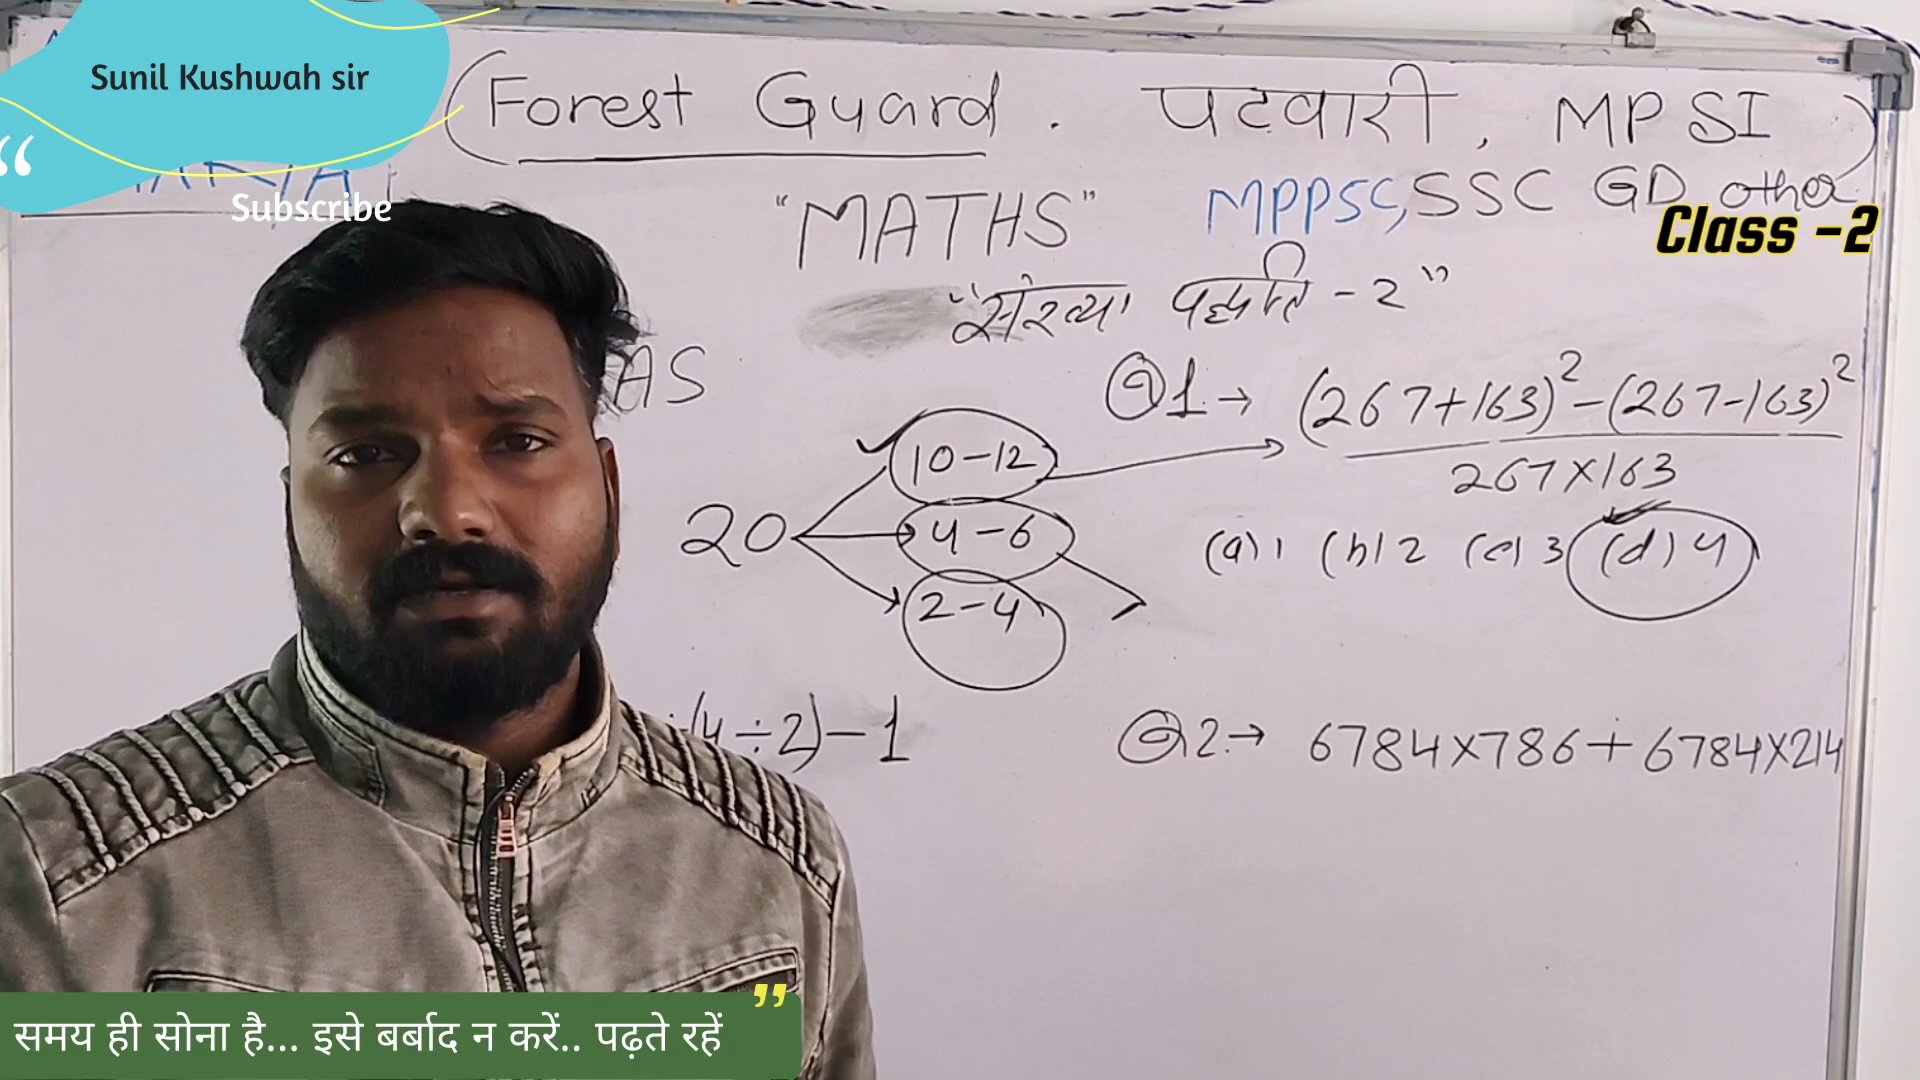 Sunil Kushwah sir
Subscribe
(Forest Guard. पटवारी, MP SI)
"MATHS" MPPSC, SSC GD other
Class -2
"संख्या पद्धति - 2"
AS
Q1.→ (267+163)² - (267-163)²
267×163
(a) 1 (b) 2 (c) 3 (d) 4
20
10-12
4-6
2-4
(4÷2)-1
Q2.→ 6784×786+6784×214
समय ही सोना है... इसे बर्बाद न करें.. पढ़ते रहें